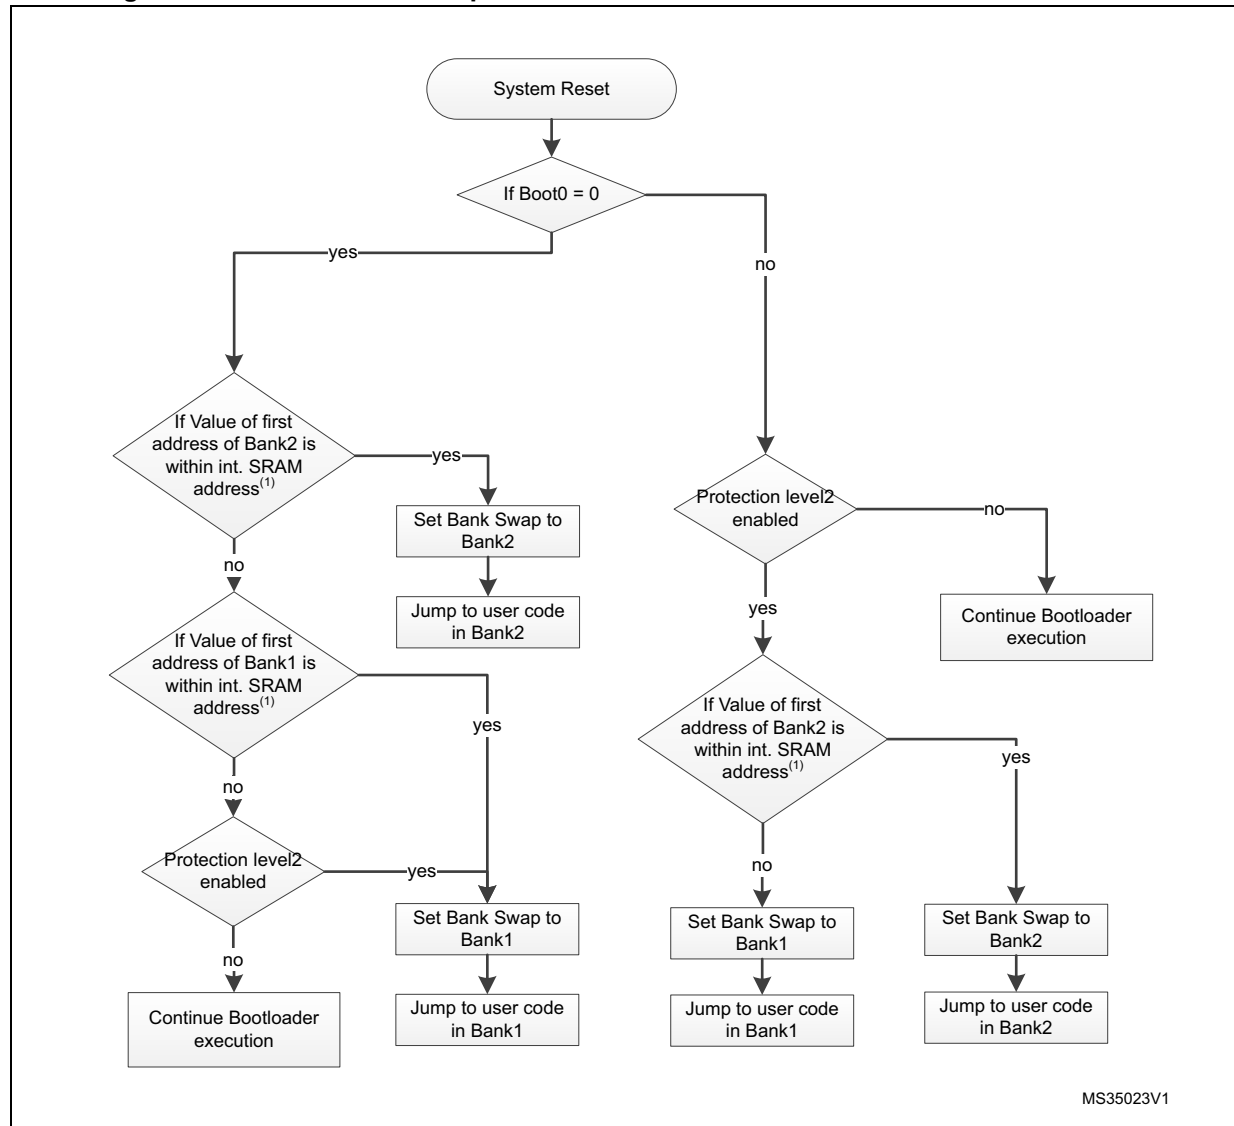 System Reset
If Boot0 = 0
yes
no
If Value of first
address of Bank2 is
within int. SRAM
address(1)
yes
Set Bank Swap to
Bank2
Protection level2
enabled
no
no
Jump to user code
in Bank2
yes
Continue Bootloader
execution
If Value of first
address of Bank1 is
within int. SRAM
address(1)
yes
If Value of first
address of Bank2 is
within int. SRAM
address(1)
yes
no
Protection level2
enabled
yes
no
Set Bank Swap to
Bank1
Set Bank Swap to
Bank1
Set Bank Swap to
Bank2
no
Continue Bootloader
execution
Jump to user code
in Bank1
Jump to user code
in Bank1
Jump to user code
in Bank2
MS35023V1